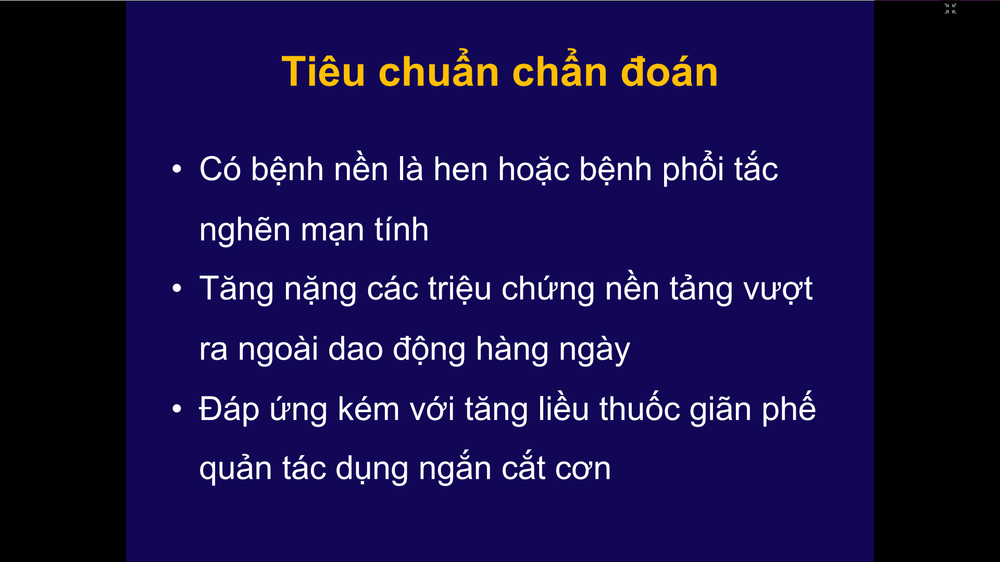 Tiêu chuẩn chẩn đoán
• Có bệnh nền là hen hoặc bệnh phổi tắc
nghẽn mạn tính
• Tăng nặng các triệu chứng nền tảng vượt
ra ngoài dao động hàng ngày
• Đáp ứng kém với tăng liều thuốc giãn phế
quản tác dụng ngắn cắt cơn